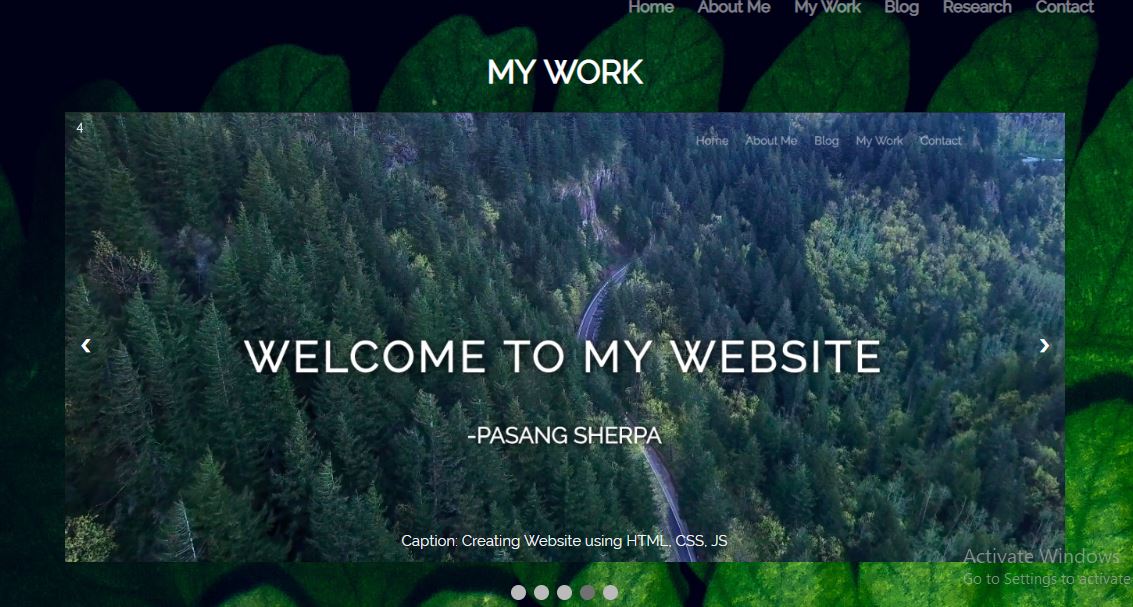 Home About Me My Work Blog Research Contact
MY WORK
4
Home About Me Blog My Work Contact
WELCOME TO MY WEBSITE
-PASANG SHERPA
Caption: Creating Website using HTML, CSS, JS
Activate Windows
Go to Settings to activate